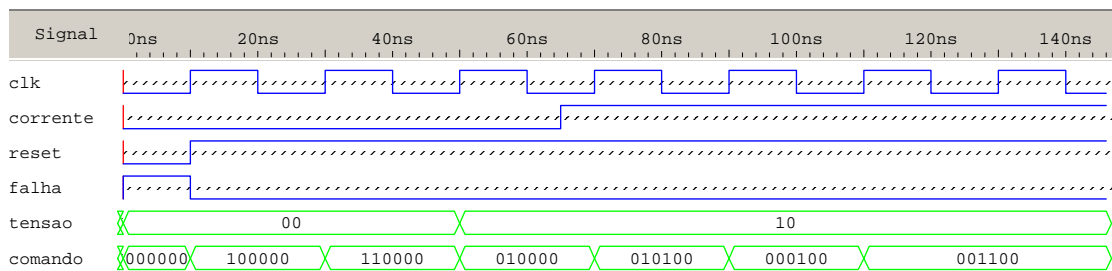 Signal 0ns 20ns 40ns 60ns 80ns 100ns 120ns 140ns
clk
corrente
reset
falha
tensao 00 10
comando 000000 100000 110000 010000 010100 000100 001100